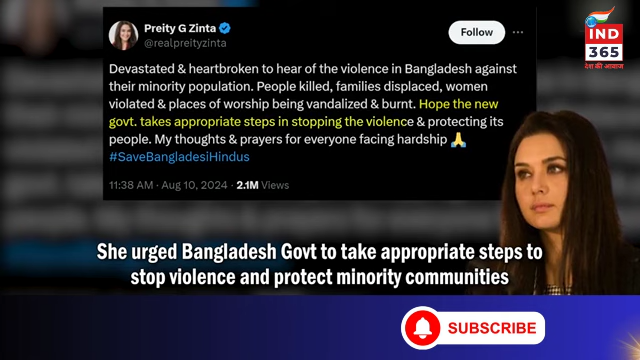 Preity G Zinta
@realpreityzinta
Follow
IND
365
देश की आवाज़
Devastated & heartbroken to hear of the violence in Bangladesh against
their minority population. People killed, families displaced, women
violated & places of worship being vandalized & burnt. Hope the new
govt. takes appropriate steps in stopping the violence & protecting its
people. My thoughts & prayers for everyone facing hardship 🙏
#SaveBangladesiHindus
11:38 AM · Aug 10, 2024 · 2.1M Views
She urged Bangladesh Govt to take appropriate steps to
stop violence and protect minority communities
SUBSCRIBE